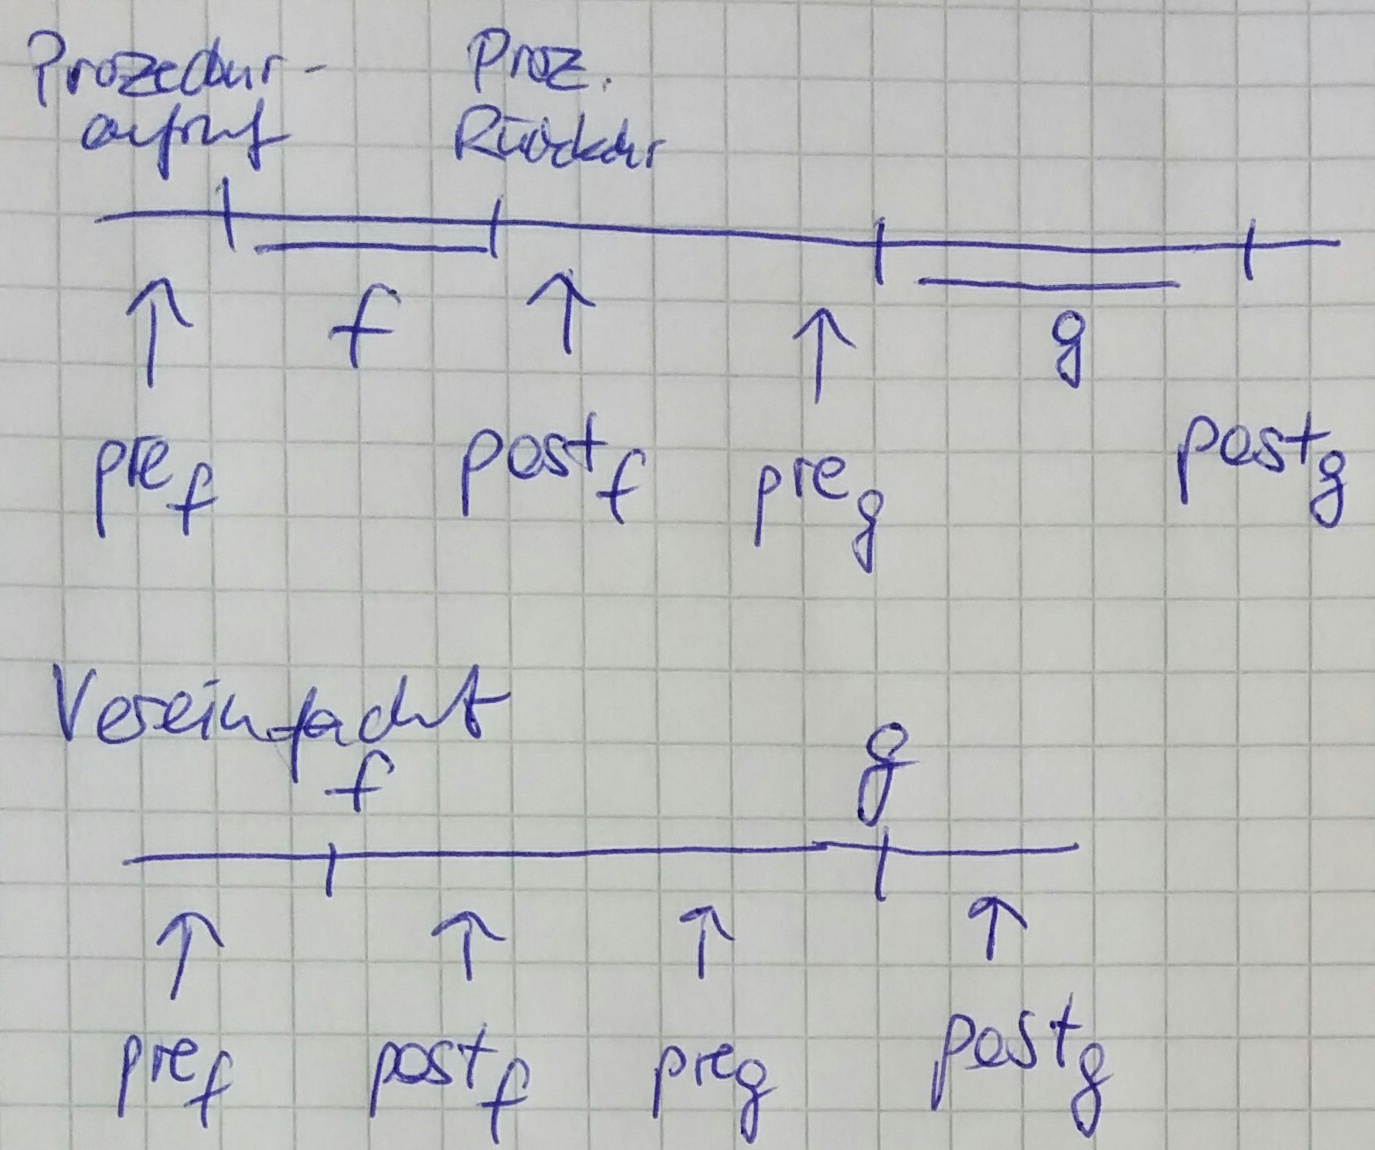 Prozedur- Proz.
aufruf Rückkehr
f g
pre_f post_f pre_g post_g
Vereinfacht
f g
pre_f post_f pre_g post_g